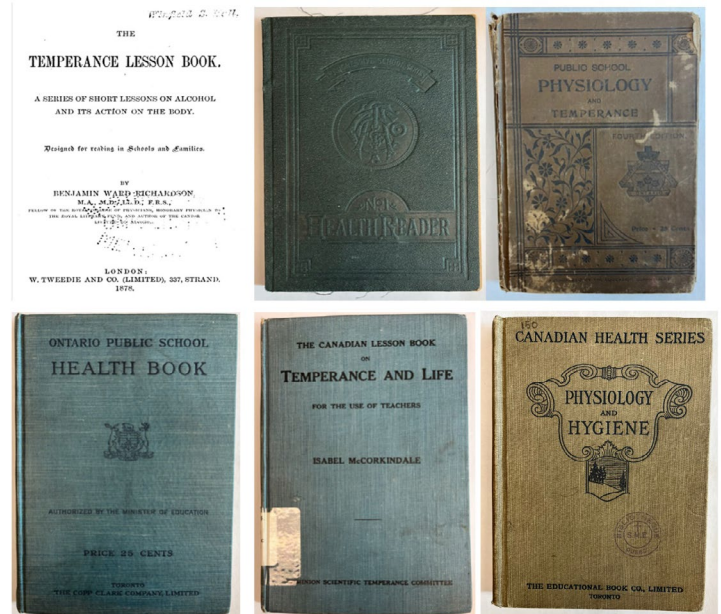 THE
TEMPERANCE LESSON BOOK.
A SERIES OF SHORT LESSONS ON ALCOHOL
AND ITS ACTION ON THE BODY.
Designed for reading in Schools and Families.
BY
BENJAMIN WARD RICHARDSON,
M.A., M.D., LL.D., F.R.S.,
LONDON:
W. TWEEDIE AND CO. (LIMITED), 337, STRAND.
1878.
HEALTH READER
PUBLIC SCHOOL
PHYSIOLOGY
AND
TEMPERANCE
FOURTH EDITION
ONTARIO PUBLIC SCHOOL
HEALTH BOOK
AUTHORIZED BY THE MINISTER OF EDUCATION
PRICE 25 CENTS
TORONTO
THE COPP CLARK COMPANY, LIMITED
THE CANADIAN LESSON BOOK
ON
TEMPERANCE AND LIFE
FOR THE USE OF TEACHERS
ISABEL McCORKINDALE
SCIENTIFIC TEMPERANCE COMMITTEE
150
CANADIAN HEALTH SERIES
PHYSIOLOGY
AND
HYGIENE
THE EDUCATIONAL BOOK CO., LIMITED
TORONTO